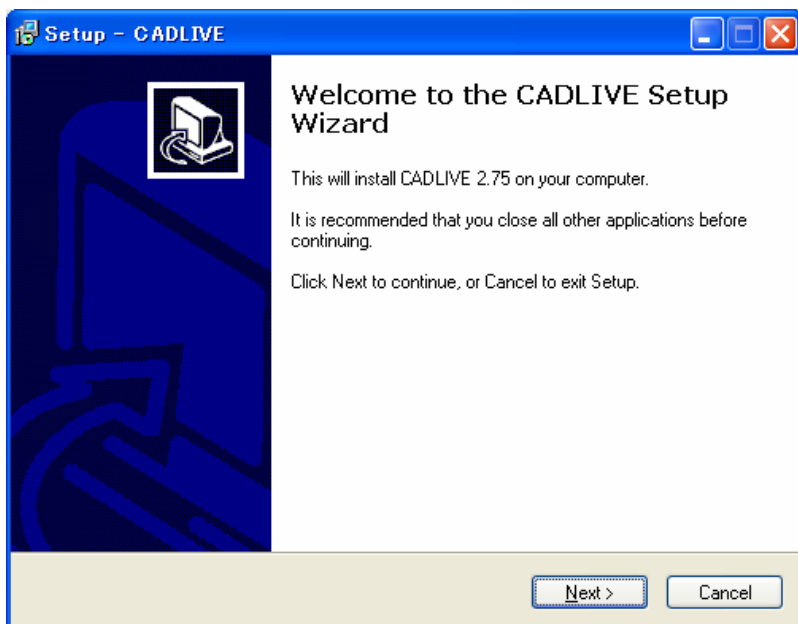 Setup - CADLIVE
Welcome to the CADLIVE Setup
Wizard
This will install CADLIVE 2.75 on your computer.
It is recommended that you close all other applications before
continuing.
Click Next to continue, or Cancel to exit Setup.
Next >
Cancel